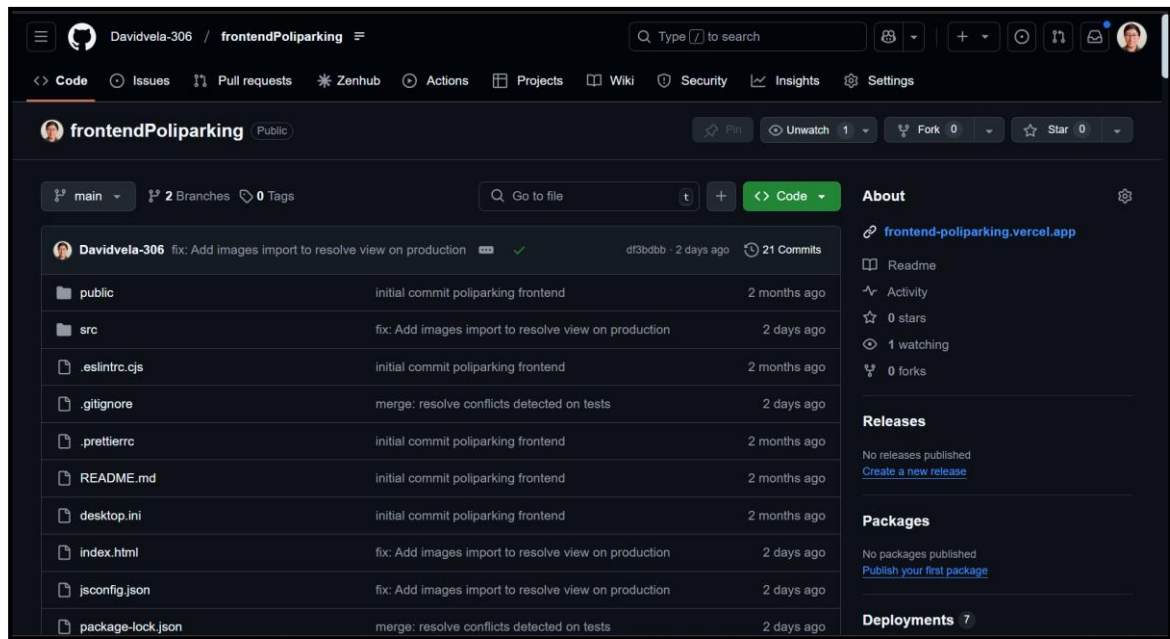 Davidvela-306 / frontendPoliparking
Type / to search
Code Issues Pull requests Zenhub Actions Projects Wiki Security Insights Settings
frontendPoliparking Public
Pin Unwatch 1 Fork 0 Star 0
main 2 Branches 0 Tags
Go to file t
Code
Davidvela-306 fix: Add images import to resolve view on production df3bdbb · 2 days ago 21 Commits
public initial commit poliparking frontend 2 months ago
src fix: Add images import to resolve view on production 2 days ago
.eslintrc.cjs initial commit poliparking frontend 2 months ago
.gitignore merge: resolve conflicts detected on tests 2 days ago
.prettierrc initial commit poliparking frontend 2 months ago
README.md initial commit poliparking frontend 2 months ago
desktop.ini initial commit poliparking frontend 2 months ago
index.html fix: Add images import to resolve view on production 2 days ago
jsconfig.json fix: Add images import to resolve view on production 2 days ago
package-lock.json merge: resolve conflicts detected on tests 2 days ago
About
frontend-poliparking.vercel.app
Readme
Activity
0 stars
1 watching
0 forks
Releases
No releases published
Create a new release
Packages
No packages published
Publish your first package
Deployments 7